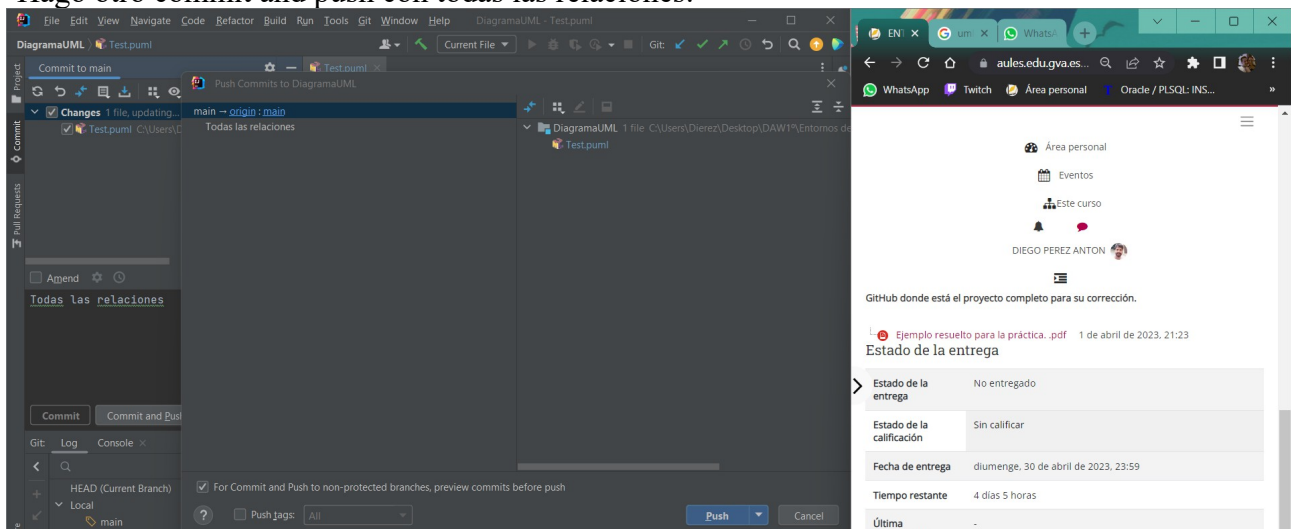 Hago otro commit and push con todas las relaciones.
File Edit View Navigate Code Refactor Build Run Tools Git Window Help DiagramaUML - Test.puml
DiagramaUML Test.puml Current File Git:
Project
Commit
Pull Requests
Commit to main
Test.puml
Changes 1 file, updating...
Test.puml C:\Users\D
Amend
Todas las relaciones
Commit Commit and Pus
Git: Log Console
HEAD (Current Branch)
Local
main
Push Commits to DiagramaUML
main → origin : main
Todas las relaciones
DiagramaUML 1 file C:\Users\Dierez\Desktop\DAW1º\Entornos de
Test.puml
For Commit and Push to non-protected branches, preview commits before push
? Push tags: All Push Cancel
ENT um WhatsA
aules.edu.gva.es...
WhatsApp Twitch Área personal Oracle / PLSQL: INS... »
Área personal
Eventos
Este curso
DIEGO PEREZ ANTON
GitHub donde está el proyecto completo para su corrección.
Ejemplo resuelto para la práctica. .pdf 1 de abril de 2023, 21:23
Estado de la entrega
Estado de la entrega No entregado
Estado de la calificación Sin calificar
Fecha de entrega diumenge, 30 de abril de 2023, 23:59
Tiempo restante 4 días 5 horas
Última -